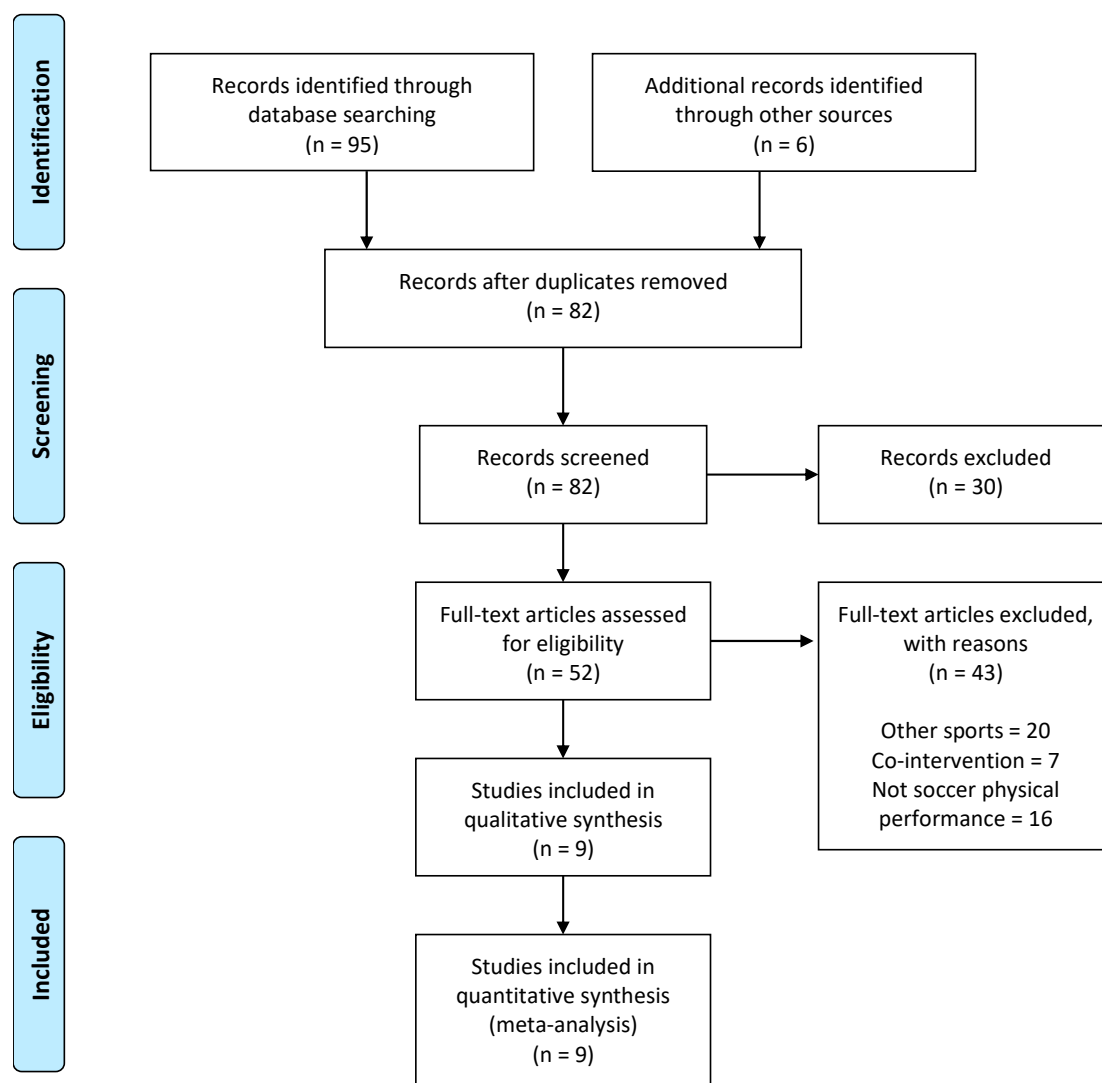 Identification
Records identified through
database searching
(n = 95)
Additional records identified
through other sources
(n = 6)
Records after duplicates removed
(n = 82)
Screening
Records screened
(n = 82)
Records excluded
(n = 30)
Eligibility
Full-text articles assessed
for eligibility
(n = 52)
Full-text articles excluded,
with reasons
(n = 43)
Other sports = 20
Co-intervention = 7
Not soccer physical
performance = 16
Studies included in
qualitative synthesis
(n = 9)
Included
Studies included in
quantitative synthesis
(meta-analysis)
(n = 9)